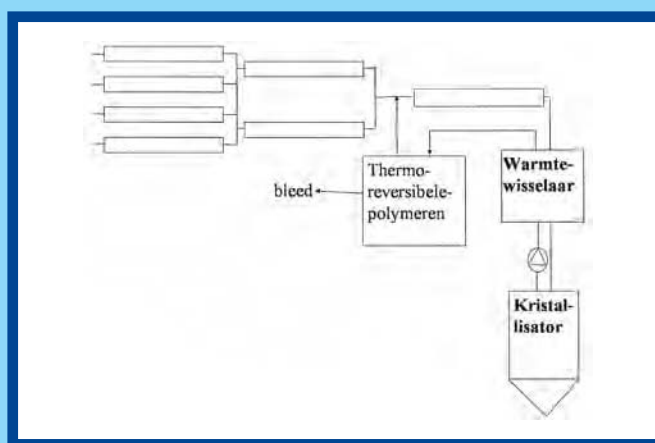 Thermo-
reversibele-
polymeren
bleed
Warmte-
wisselaar
Kristal-
lisator